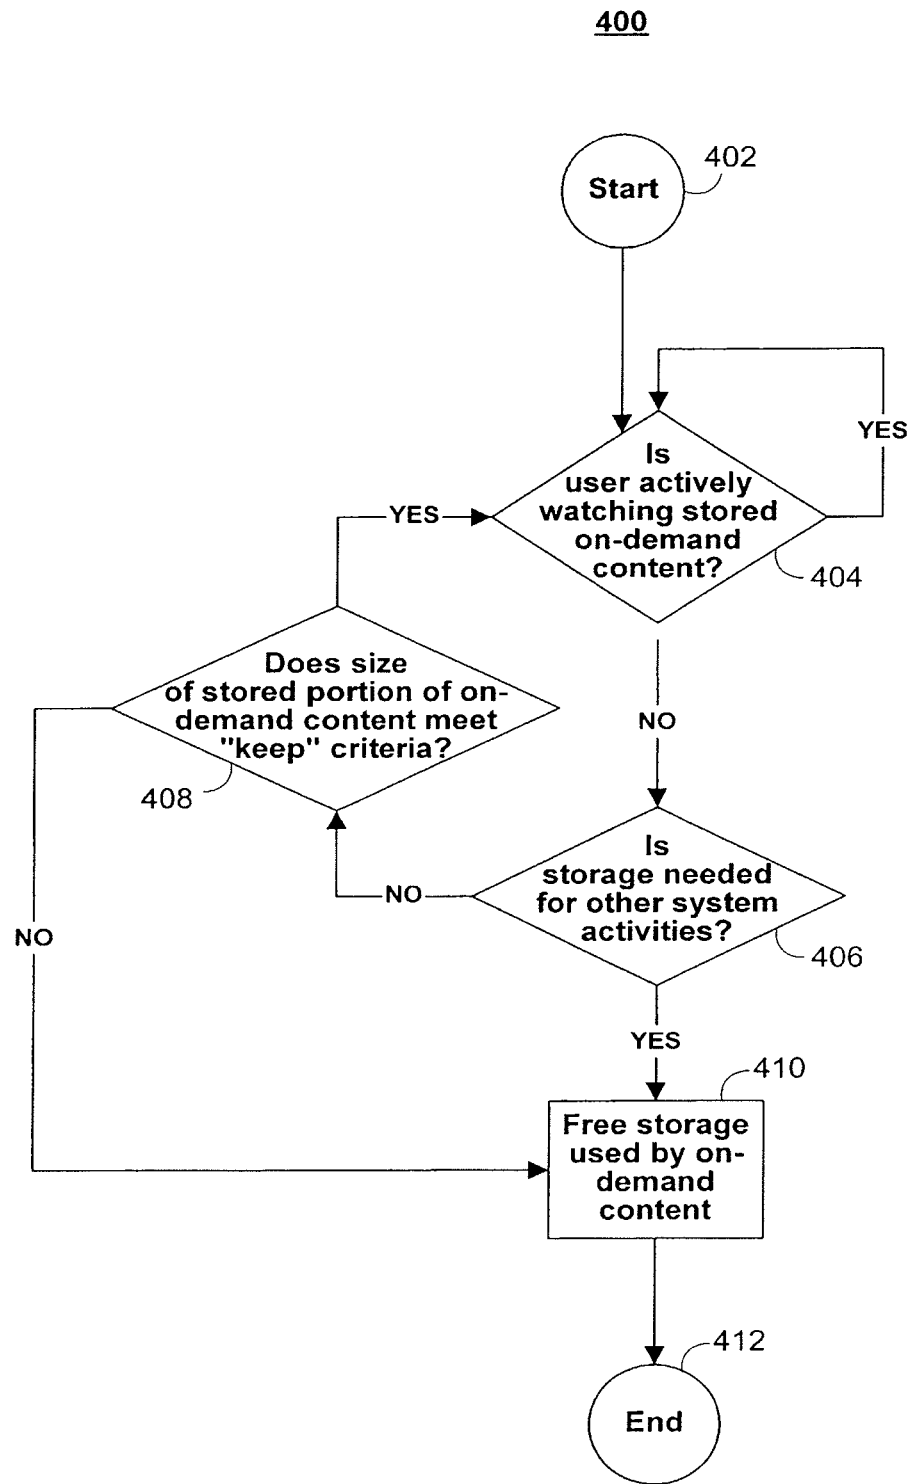 400
402
Start
YES
Is
user actively
watching stored
on-demand
content?
404
YES
Does size
of stored portion of on-
demand content meet
"keep" criteria?
408
NO
Is
storage needed
for other system
activities?
406
NO
NO
YES
410
Free storage
used by on-
demand
content
412
End